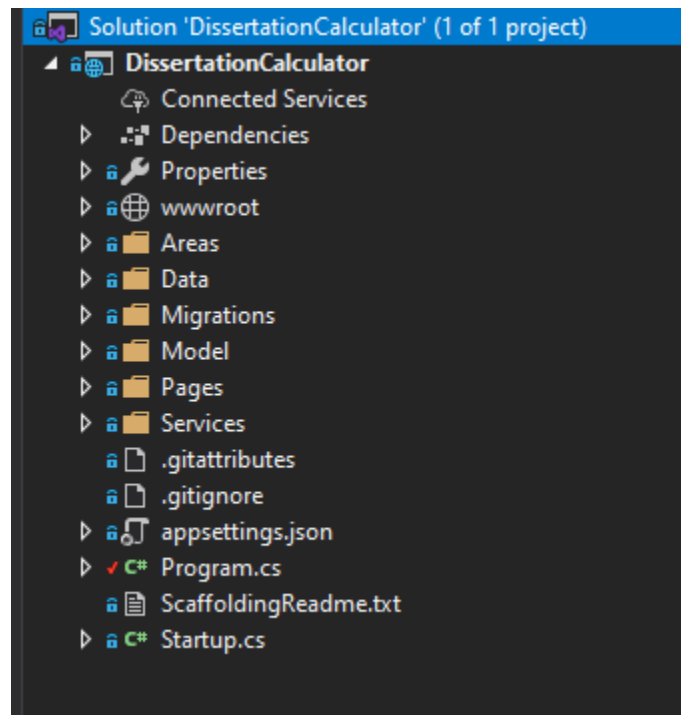 Solution 'DissertationCalculator' (1 of 1 project)
DissertationCalculator
Connected Services
Dependencies
Properties
wwwroot
Areas
Data
Migrations
Model
Pages
Services
.gitattributes
.gitignore
appsettings.json
C# Program.cs
ScaffoldingReadme.txt
C# Startup.cs